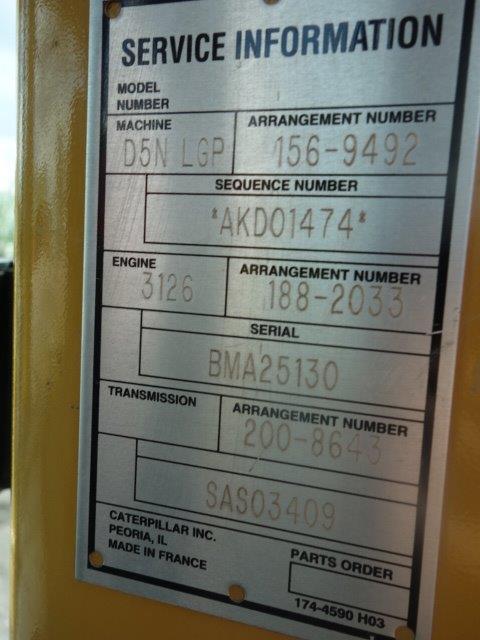 SERVICE INFORMATION
MODEL
NUMBER
MACHINE
ARRANGEMENT NUMBER
D5N LGP
156-9492
SEQUENCE NUMBER
*AKD01474*
ENGINE
ARRANGEMENT NUMBER
3126
188-2033
SERIAL
BMA25130
TRANSMISSION
ARRANGEMENT NUMBER
200-8643
SAS03409
CATERPILLAR INC.
PEORIA, IL
MADE IN FRANCE
PARTS ORDER
174-4590 H03